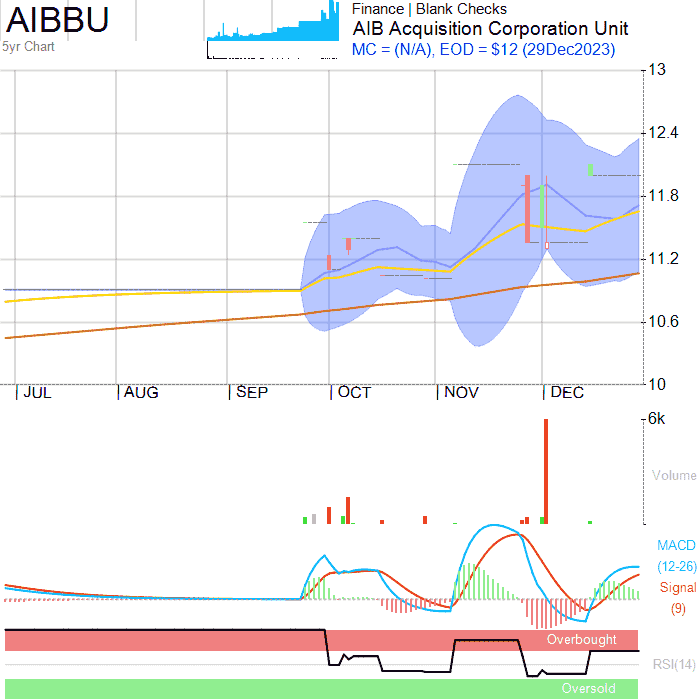 AIBBU
5yr Chart
Finance | Blank Checks
AIB Acquisition Corporation Unit
MC = (N/A), EOD = $12 (29Dec2023)
13
12.4
11.8
11.2
10.6
10
JUL AUG SEP OCT NOV DEC
6k
Volume
MACD
(12-26)
Signal
(9)
Overbought
RSI(14)
Oversold